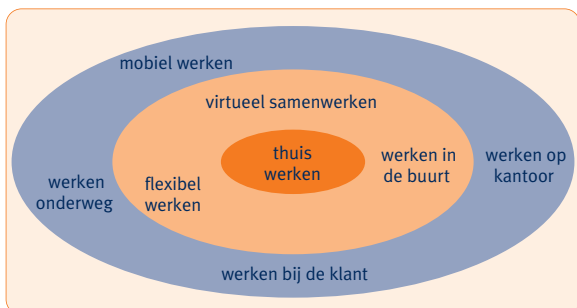 mobiel werken
virtueel samenwerken
thuis
werken
werken in
de buurt
werken op
kantoor
werken
onderweg
flexibel
werken
werken bij de klant